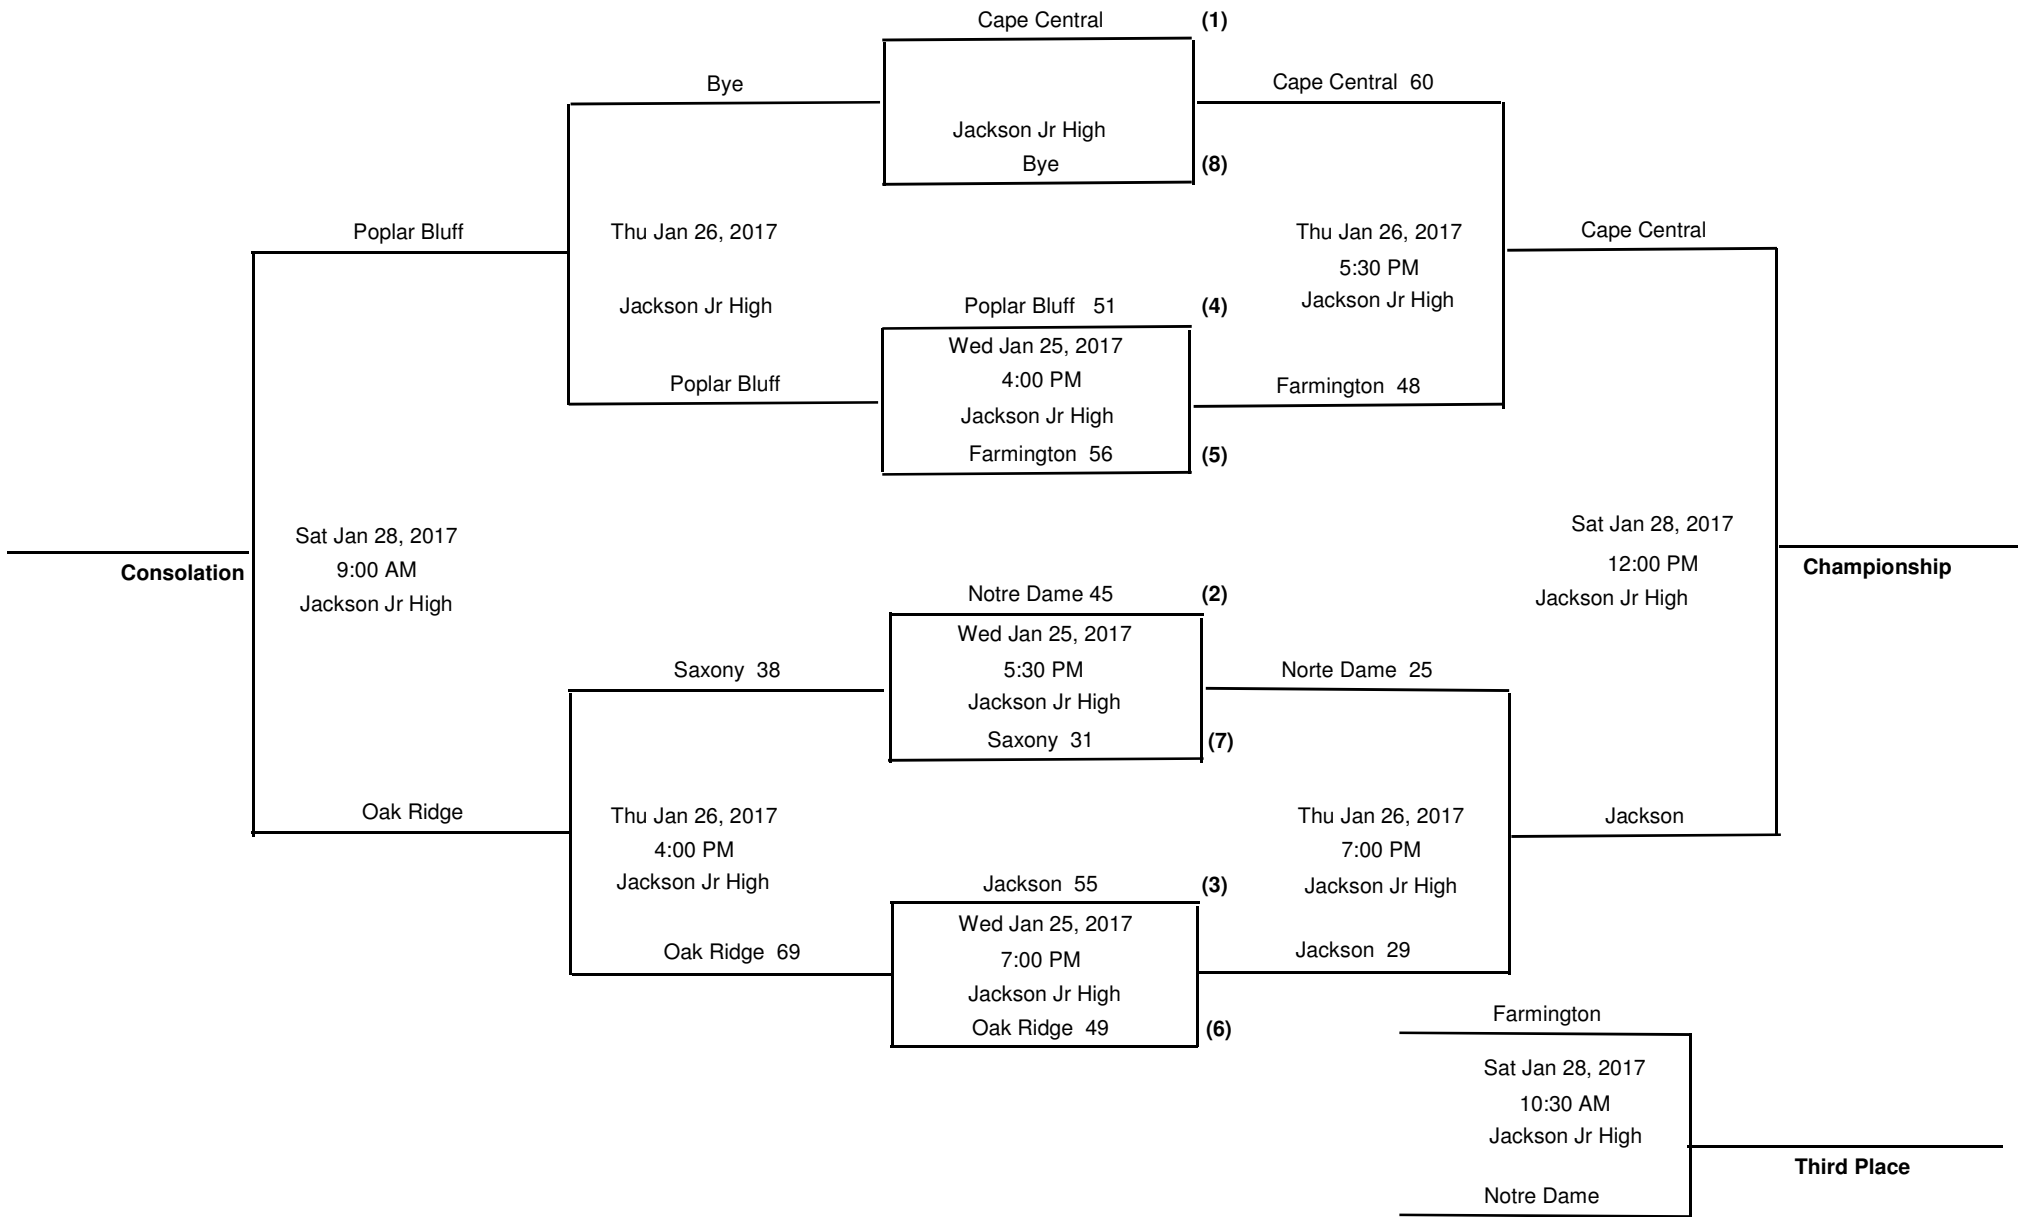 Cape Central (1)
Bye
Cape Central 60
Jackson Jr High
Bye (8)
Poplar Bluff
Thu Jan 26, 2017
Thu Jan 26, 2017
Cape Central
5:30 PM
Jackson Jr High
Poplar Bluff 51 (4)
Jackson Jr High
Wed Jan 25, 2017
4:00 PM
Poplar Bluff
Farmington 48
Jackson Jr High
Farmington 56 (5)
Sat Jan 28, 2017
9:00 AM
Jackson Jr High
Consolation
Sat Jan 28, 2017
12:00 PM
Jackson Jr High
Championship
Notre Dame 45 (2)
Wed Jan 25, 2017
5:30 PM
Jackson Jr High
Saxony 31 (7)
Saxony 38
Norte Dame 25
Oak Ridge
Thu Jan 26, 2017
4:00 PM
Jackson Jr High
Thu Jan 26, 2017
7:00 PM
Jackson Jr High
Jackson
Jackson 55 (3)
Wed Jan 25, 2017
7:00 PM
Jackson Jr High
Oak Ridge 49 (6)
Oak Ridge 69
Jackson 29
Farmington
Sat Jan 28, 2017
10:30 AM
Jackson Jr High
Third Place
Notre Dame